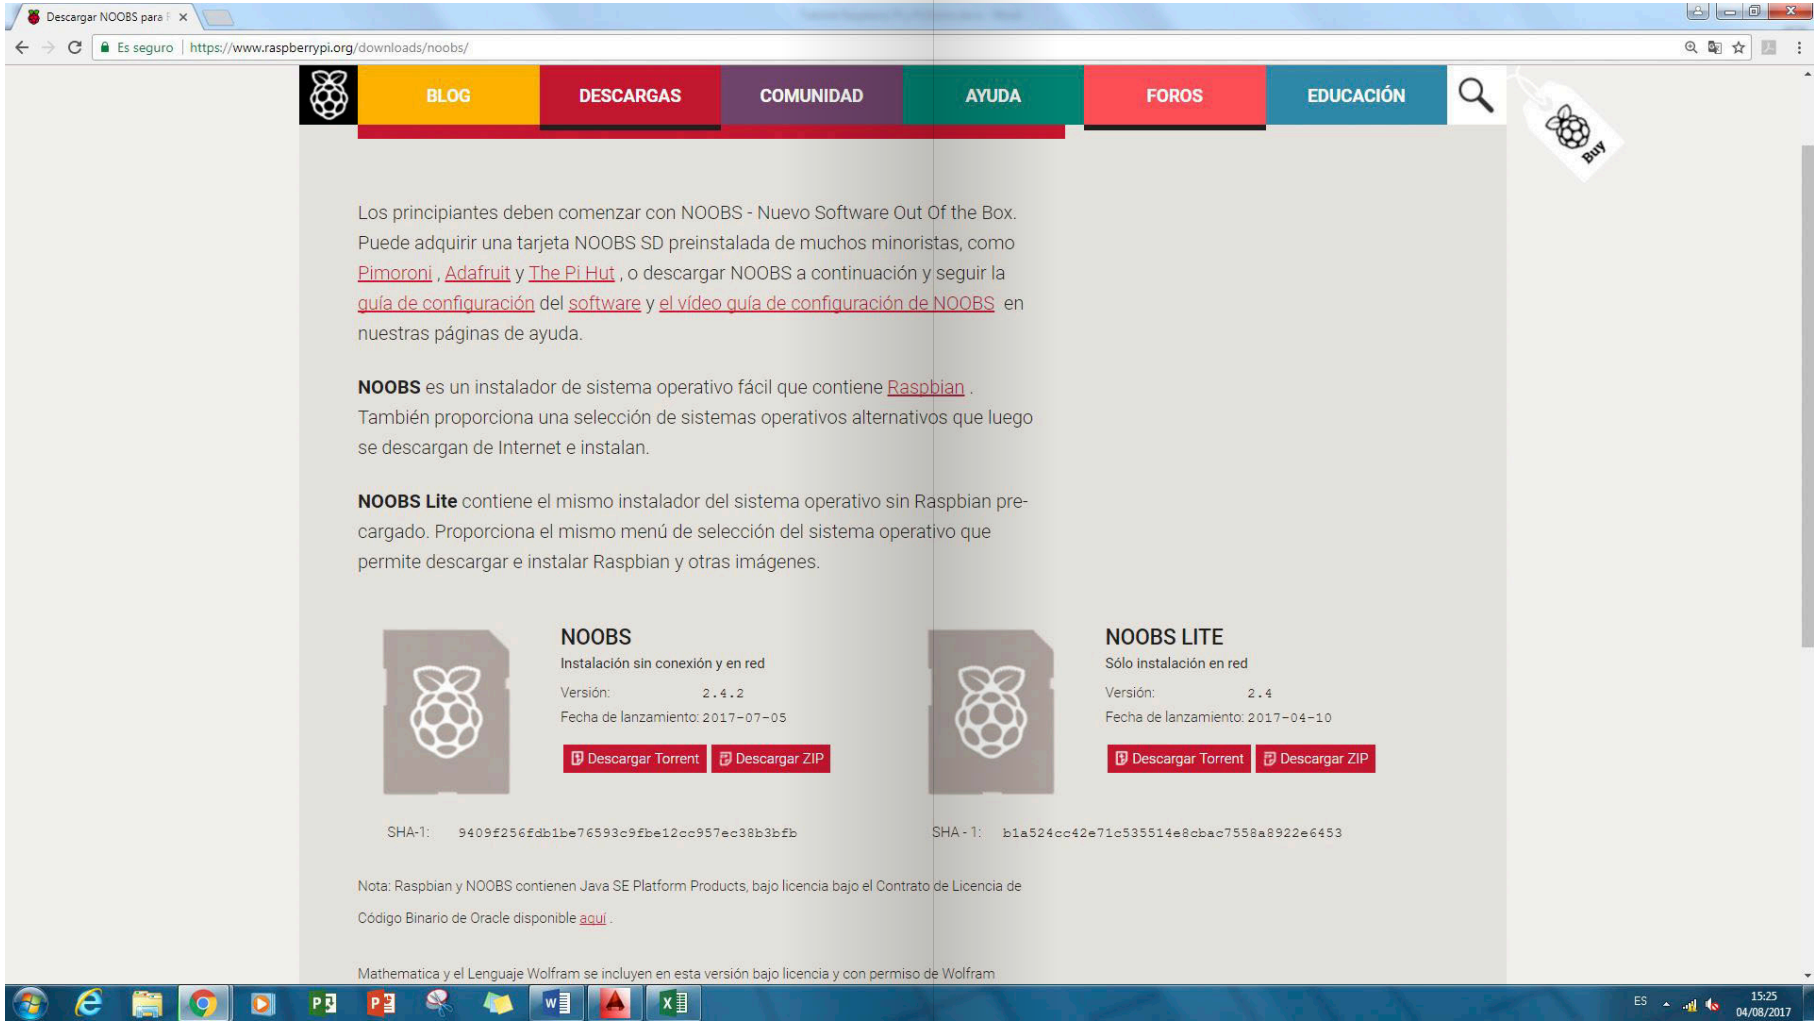 Descargar NOOBS para F
Es seguro | https://www.raspberrypi.org/downloads/noobs/
BLOG DESCARGAS COMUNIDAD AYUDA FOROS EDUCACIÓN
Buy
Los principiantes deben comenzar con NOOBS - Nuevo Software Out Of the Box.
Puede adquirir una tarjeta NOOBS SD preinstalada de muchos minoristas, como
Pimoroni , Adafruit y The Pi Hut , o descargar NOOBS a continuación y seguir la
guía de configuración del software y el vídeo guía de configuración de NOOBS en
nuestras páginas de ayuda.
NOOBS es un instalador de sistema operativo fácil que contiene Raspbian .
También proporciona una selección de sistemas operativos alternativos que luego
se descargan de Internet e instalan.
NOOBS Lite contiene el mismo instalador del sistema operativo sin Raspbian pre-
cargado. Proporciona el mismo menú de selección del sistema operativo que
permite descargar e instalar Raspbian y otras imágenes.
NOOBS
Instalación sin conexión y en red
Versión: 2.4.2
Fecha de lanzamiento: 2017-07-05
Descargar Torrent Descargar ZIP
SHA-1: 9409f256fdb1be76593c9fbe12cc957ec38b3bfb
NOOBS LITE
Sólo instalación en red
Versión: 2.4
Fecha de lanzamiento: 2017-04-10
Descargar Torrent Descargar ZIP
SHA - 1: b1a524cc42e71c535514e8cbac7558a8922e6453
Nota: Raspbian y NOOBS contienen Java SE Platform Products, bajo licencia bajo el Contrato de Licencia de
Código Binario de Oracle disponible aquí .
Mathematica y el Lenguaje Wolfram se incluyen en esta versión bajo licencia y con permiso de Wolfram
ES
15:25
04/08/2017